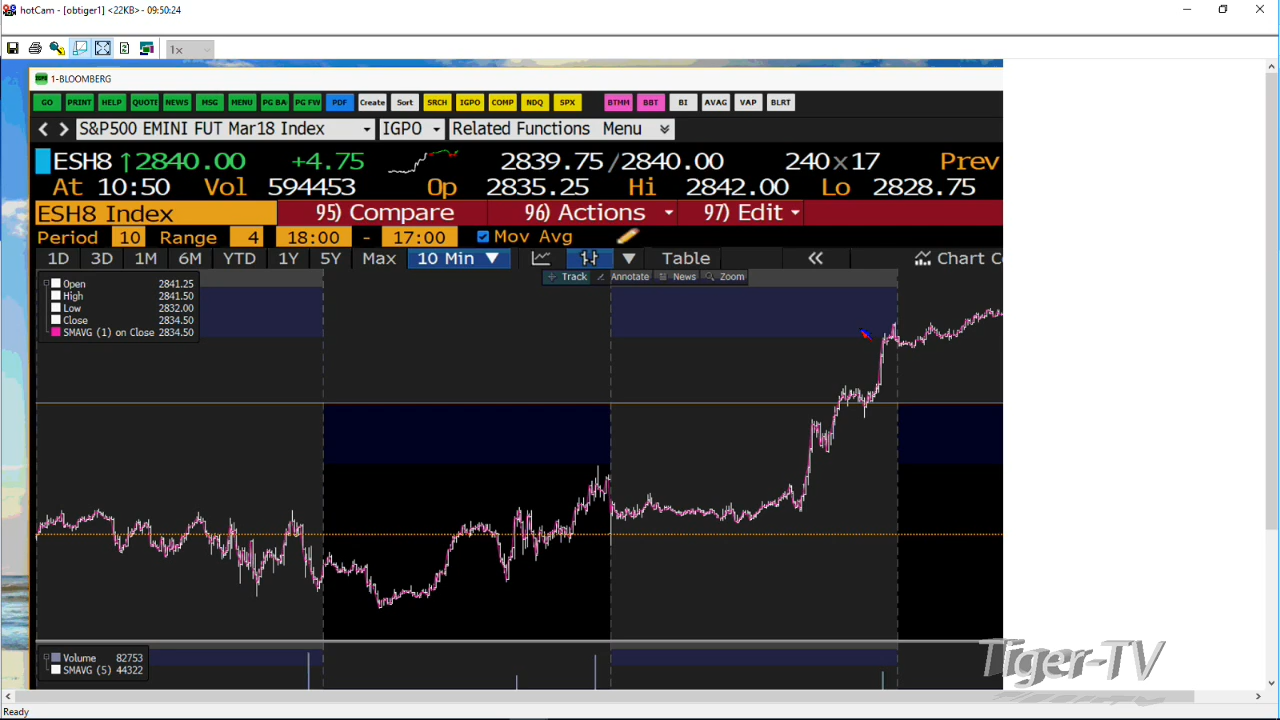 hotCam - [obtiger1] <22KB> - 09:50:24
1x
1-BLOOMBERG
GO PRINT HELP QUOTE NEWS MSG MENU PG BA PG FW PDF Create Sort SRCH IGPO COMP NDQ SPX BTMM BBT BI AVAG VAP BLRT
S&P500 EMINI FUT Mar18 Index IGPO Related Functions Menu
ESH8 ↑2840.00 +4.75 2839.75/2840.00 240x17 Prev
At 10:50 Vol 594453 Op 2835.25 Hi 2842.00 Lo 2828.75
ESH8 Index 95) Compare 96) Actions 97) Edit
Period 10 Range 4 18:00 - 17:00 Mov Avg
1D 3D 1M 6M YTD 1Y 5Y Max 10 Min ▼ Table « Chart C
Track Annotate News Zoom
Open 2841.25
High 2841.50
Low 2832.00
Close 2834.50
SMAVG (1) on Close 2834.50
Volume 82753
SMAVG (5) 44322
Tiger-TV
Ready